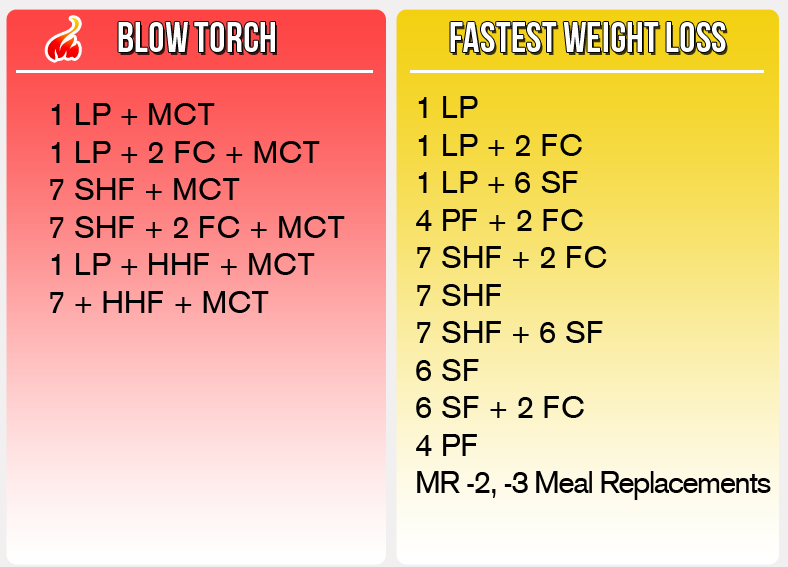 BLOW TORCH
1 LP + MCT
1 LP + 2 FC + MCT
7 SHF + MCT
7 SHF + 2 FC + MCT
1 LP + HHF + MCT
7 + HHF + MCT
FASTEST WEIGHT LOSS
1 LP
1 LP + 2 FC
1 LP + 6 SF
4 PF + 2 FC
7 SHF + 2 FC
7 SHF
7 SHF + 6 SF
6 SF
6 SF + 2 FC
4 PF
MR -2, -3 Meal Replacements